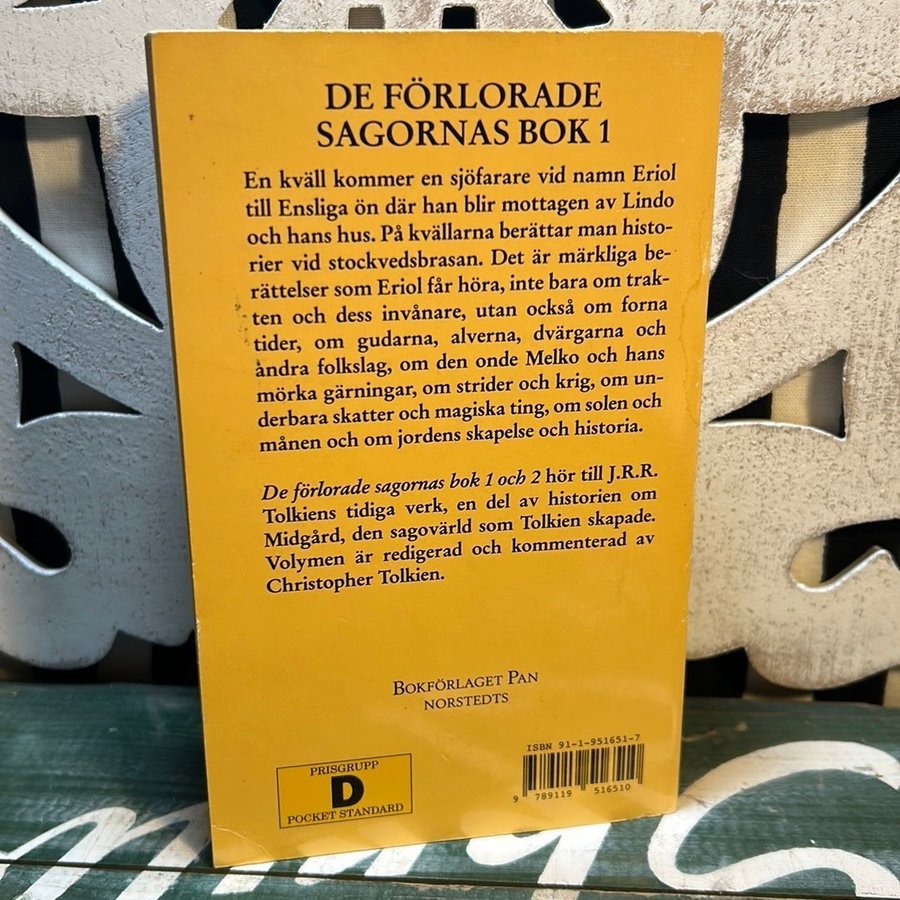 DE FÖRLORADE
SAGORNAS BOK 1
En kväll kommer en sjöfarare vid namn Eriol
till Ensliga ön där han blir mottagen av Lindo
och hans hus. På kvällarna berättar man histo-
rier vid stockvedsbrasan. Det är märkliga be-
rättelser som Eriol får höra, inte bara om trak-
ten och dess invånare, utan också om forna
tider, om gudarna, alverna, dvärgarna och
andra folkslag, om den onde Melko och hans
mörka gärningar, om strider och krig, om un-
derbara skatter och magiska ting, om solen och
månen och om jordens skapelse och historia.
De förlorade sagornas bok 1 och 2 hör till J.R.R.
Tolkiens tidiga verk, en del av historien om
Midgård, den sagovärld som Tolkien skapade.
Volymen är redigerad och kommenterad av
Christopher Tolkien.
BOKFÖRLAGET PAN
NORSTEDTS
ISBN 91-1-951651-7
9 789119 516510
PRISGRUPP
D
POCKET STANDARD